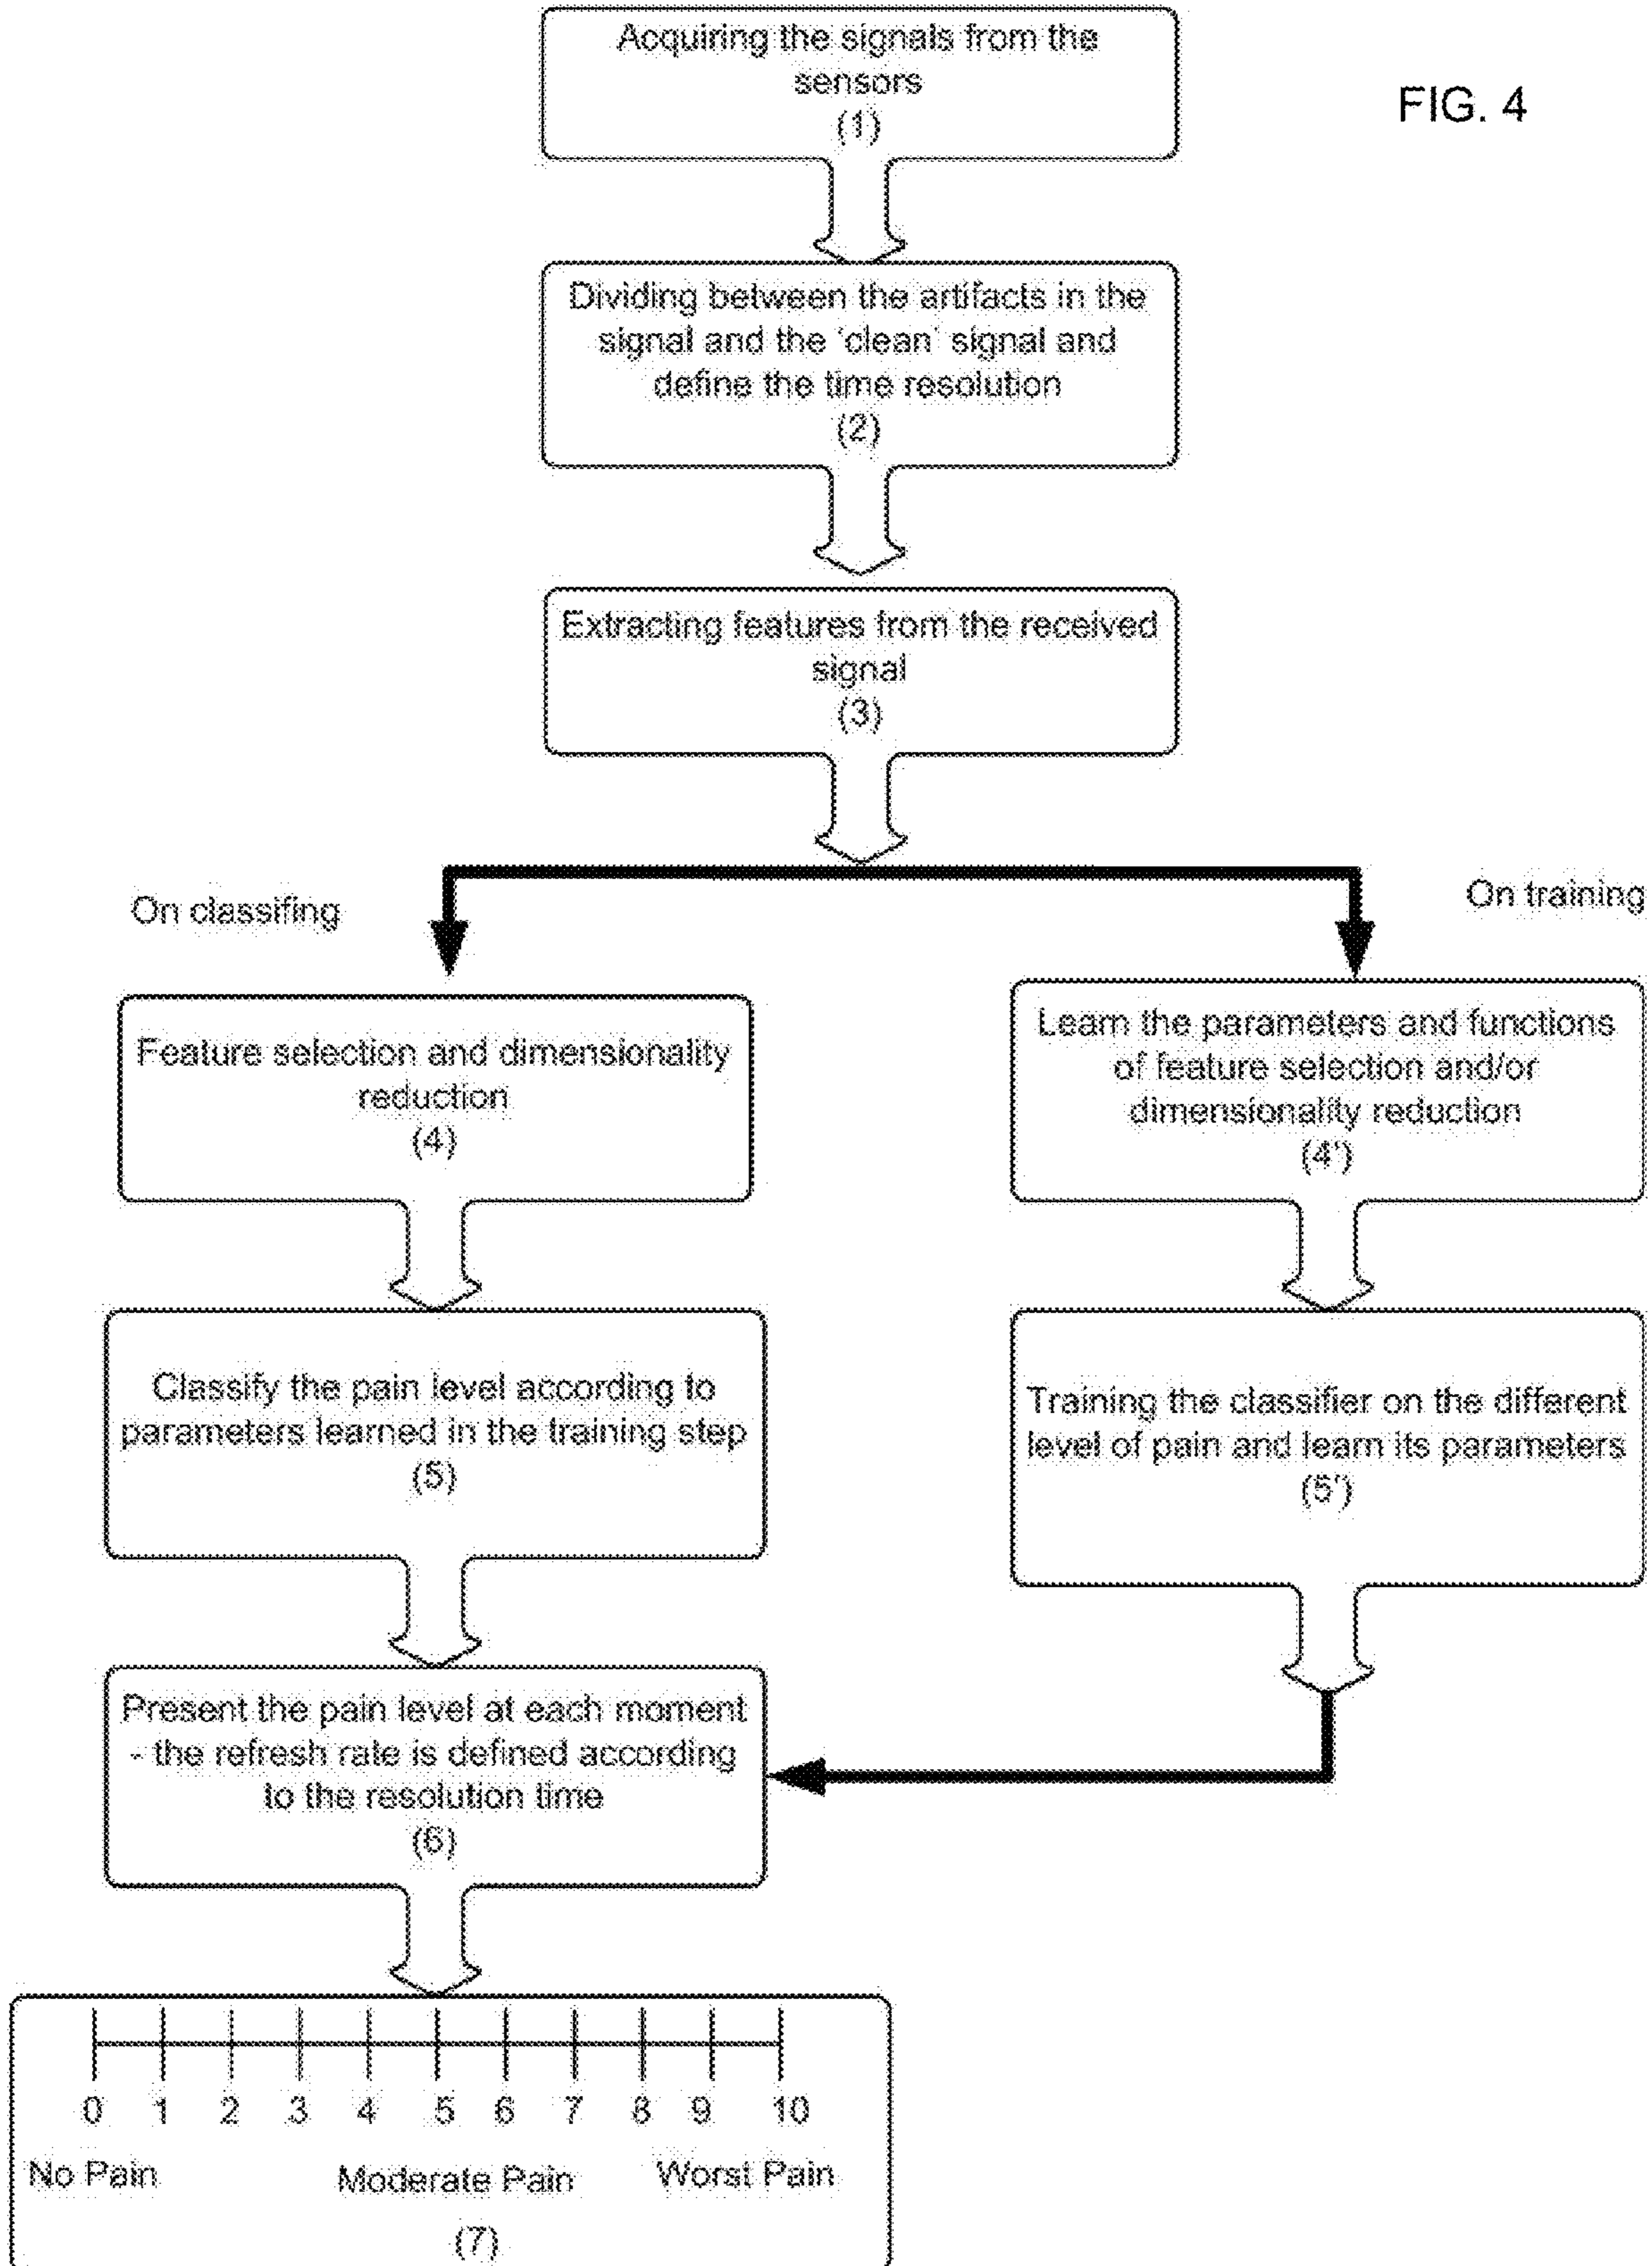 Acquiring the signals from the
sensors
(1)
FIG. 4
Dividing between the artifacts in the
signal and the 'clean' signal and
define the time resolution
(2)
Extracting features from the received
signal
(3)
On classifing
On training
Feature selection and dimensionality
reduction
(4)
Learn the parameters and functions
of feature selection and/or
dimensionality reduction
(4')
Classify the pain level according to
parameters learned in the training step
(5)
Training the classifier on the different
level of pain and learn its parameters
(5')
Present the pain level at each moment
- the refresh rate is defined according
to the resolution time
(6)
0 1 2 3 4 5 6 7 8 9 10
No Pain Moderate Pain Worst Pain
(7)